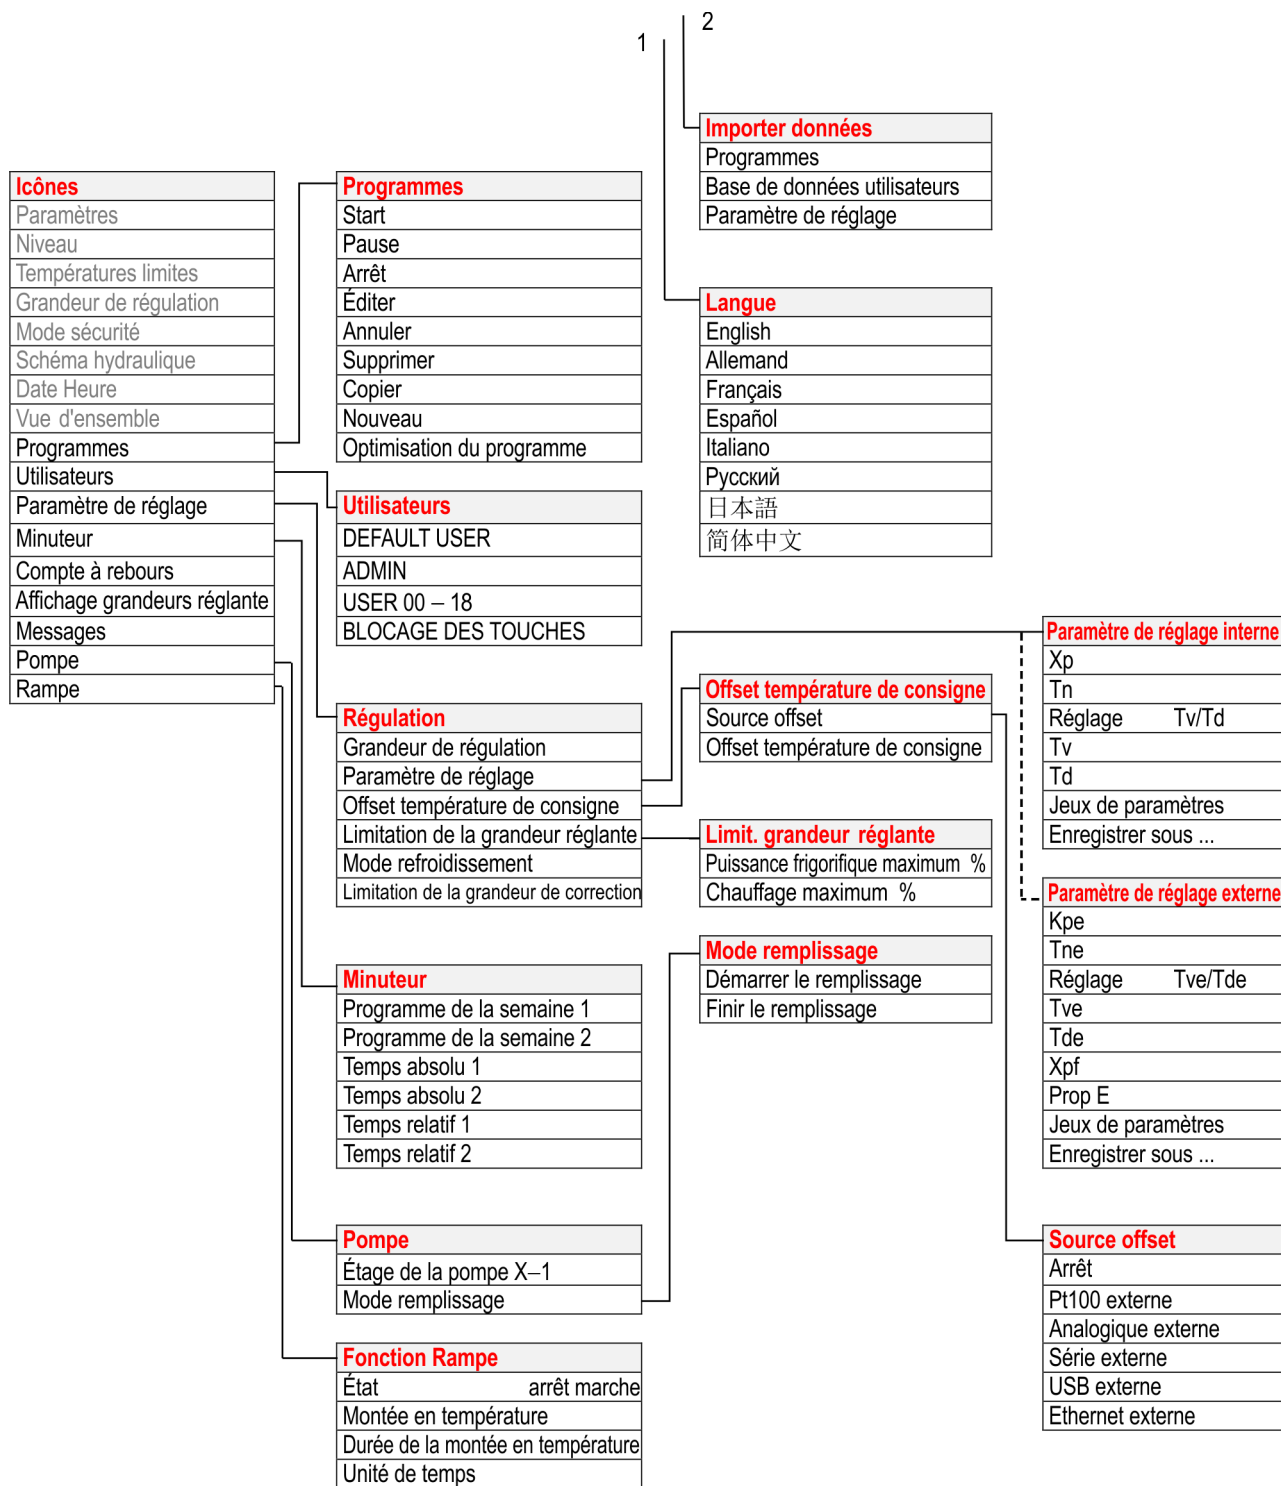 1
2
Importer données
Programmes
Base de données utilisateurs
Paramètre de réglage
Icônes
Paramètres
Niveau
Températures limites
Grandeur de régulation
Mode sécurité
Schéma hydraulique
Date Heure
Vue d'ensemble
Programmes
Utilisateurs
Paramètre de réglage
Minuteur
Compte à rebours
Affichage grandeurs réglante
Messages
Pompe
Rampe
Programmes
Start
Pause
Arrêt
Éditer
Annuler
Supprimer
Copier
Nouveau
Optimisation du programme
Langue
English
Allemand
Français
Español
Italiano
Русский
日本語
简体中文
Utilisateurs
DEFAULT USER
ADMIN
USER 00 – 18
BLOCAGE DES TOUCHES
Régulation
Grandeur de régulation
Paramètre de réglage
Offset température de consigne
Limitation de la grandeur réglante
Mode refroidissement
Limitation de la grandeur de correction
Offset température de consigne
Source offset
Offset température de consigne
Limit. grandeur réglante
Puissance frigorifique maximum %
Chauffage maximum %
Paramètre de réglage interne
Xp
Tn
Réglage Tv/Td
Tv
Td
Jeux de paramètres
Enregistrer sous ...
Paramètre de réglage externe
Kpe
Tne
Réglage Tve/Tde
Tve
Tde
Xpf
Prop E
Jeux de paramètres
Enregistrer sous ...
Minuteur
Programme de la semaine 1
Programme de la semaine 2
Temps absolu 1
Temps absolu 2
Temps relatif 1
Temps relatif 2
Mode remplissage
Démarrer le remplissage
Finir le remplissage
Pompe
Étage de la pompe X–1
Mode remplissage
Source offset
Arrêt
Pt100 externe
Analogique externe
Série externe
USB externe
Ethernet externe
Fonction Rampe
État arrêt marche
Montée en température
Durée de la montée en température
Unité de temps